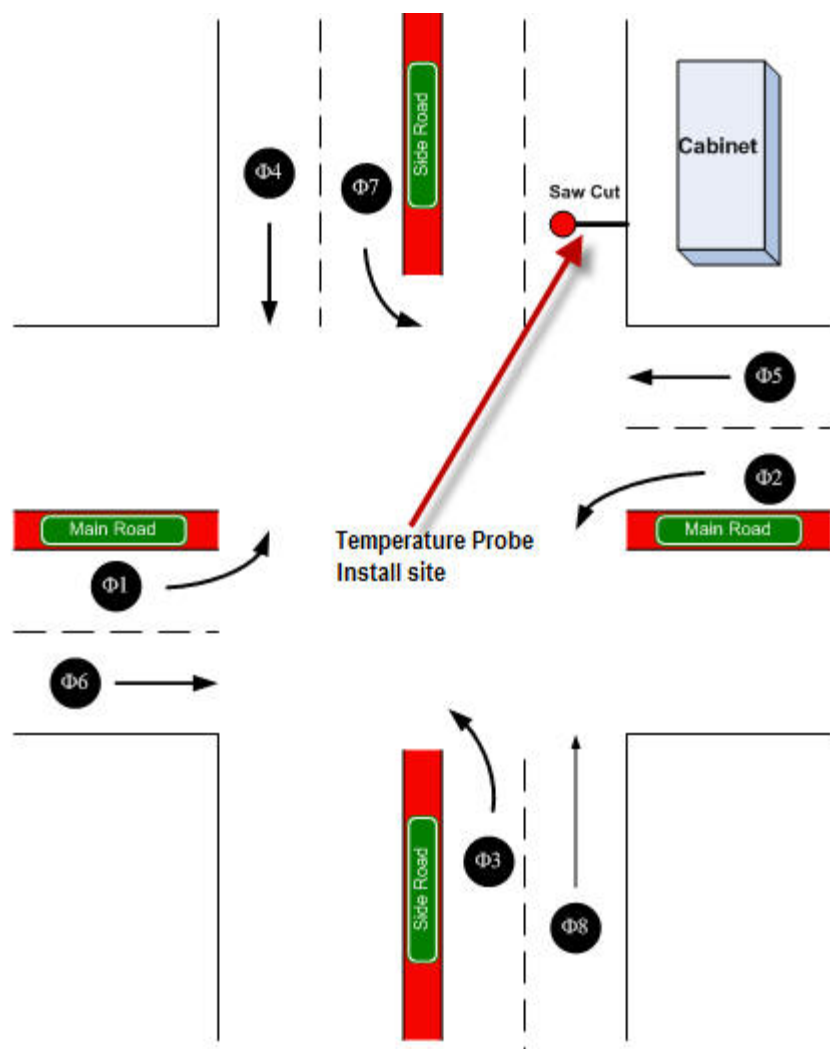 Side Road
Cabinet
Φ4
Φ7
Saw Cut
Φ5
Φ2
Main Road
Temperature Probe
Install site
Main Road
Φ1
Φ6
Φ3
Side Road
Φ8